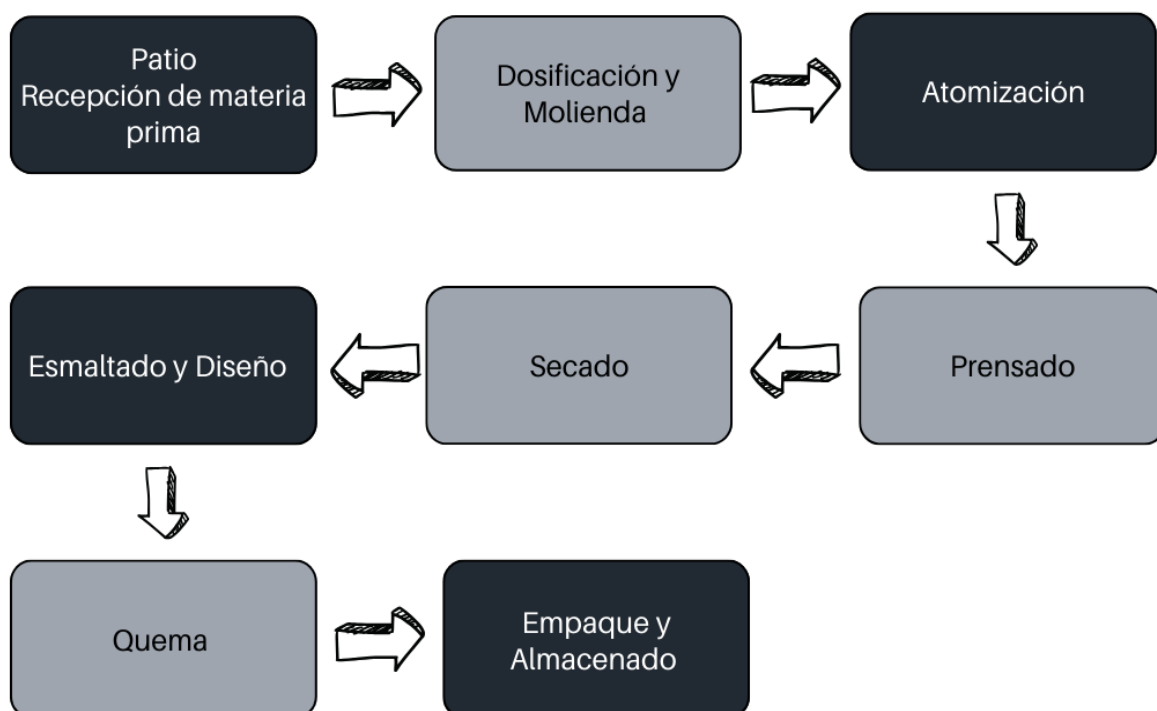 Patio
Recepción de materia
prima
Dosificación y
Molienda
Atomización
Prensado
Secado
Esmaltado y Diseño
Quema
Empaque y
Almacenado